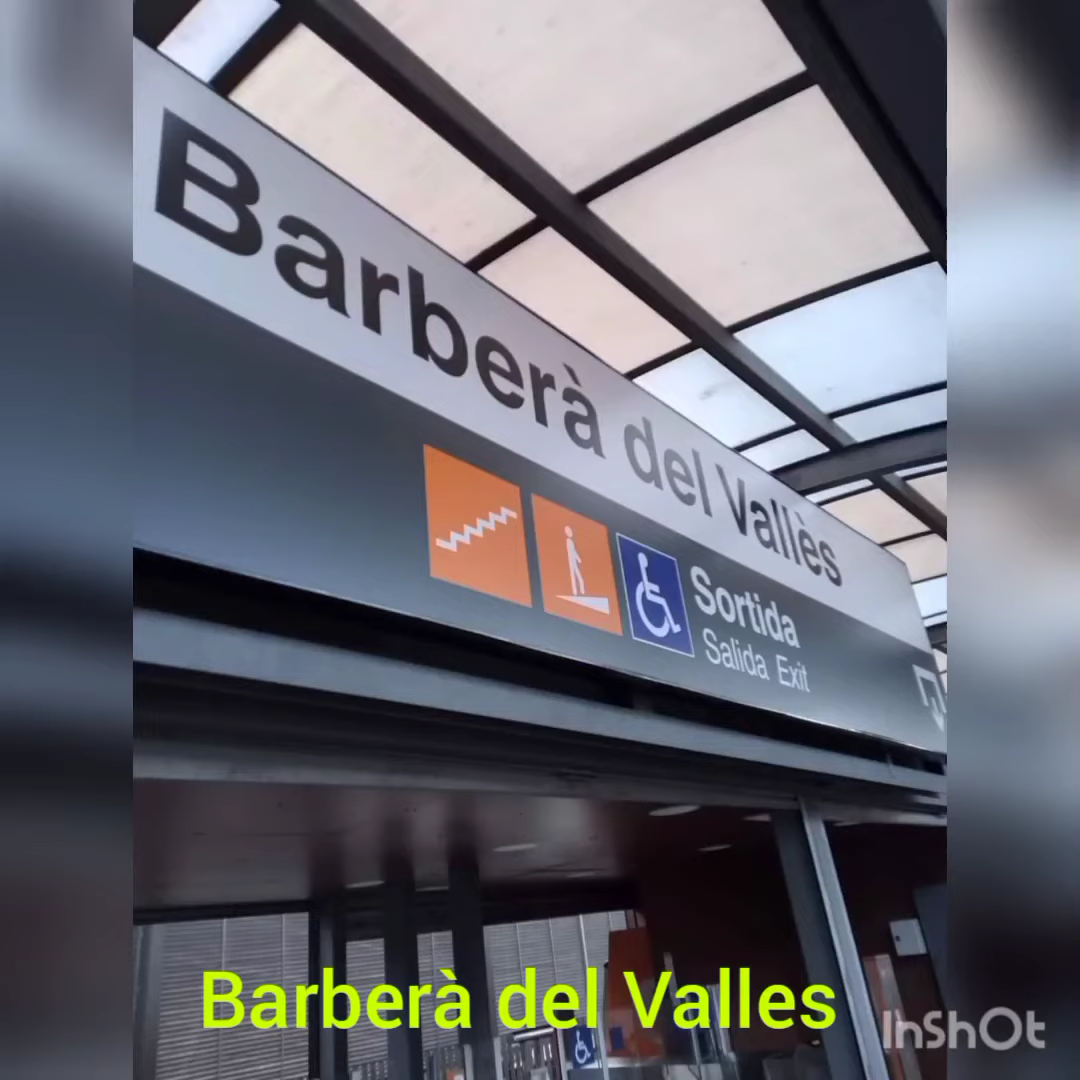 Barberà del Vallès
Sortida
Salida Exit
Barberà del Valles
InShOt